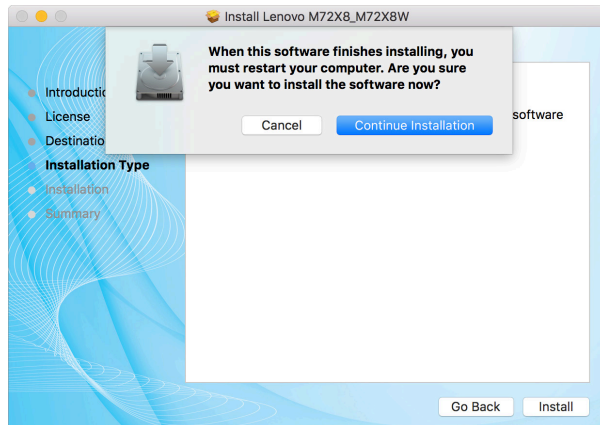 Install Lenovo M72X8_M72X8W
When this software finishes installing, you
must restart your computer. Are you sure
you want to install the software now?
Cancel
Continue Installation
Introductio
License
software
Destinatio
Installation Type
Installation
Summary
Go Back
Install